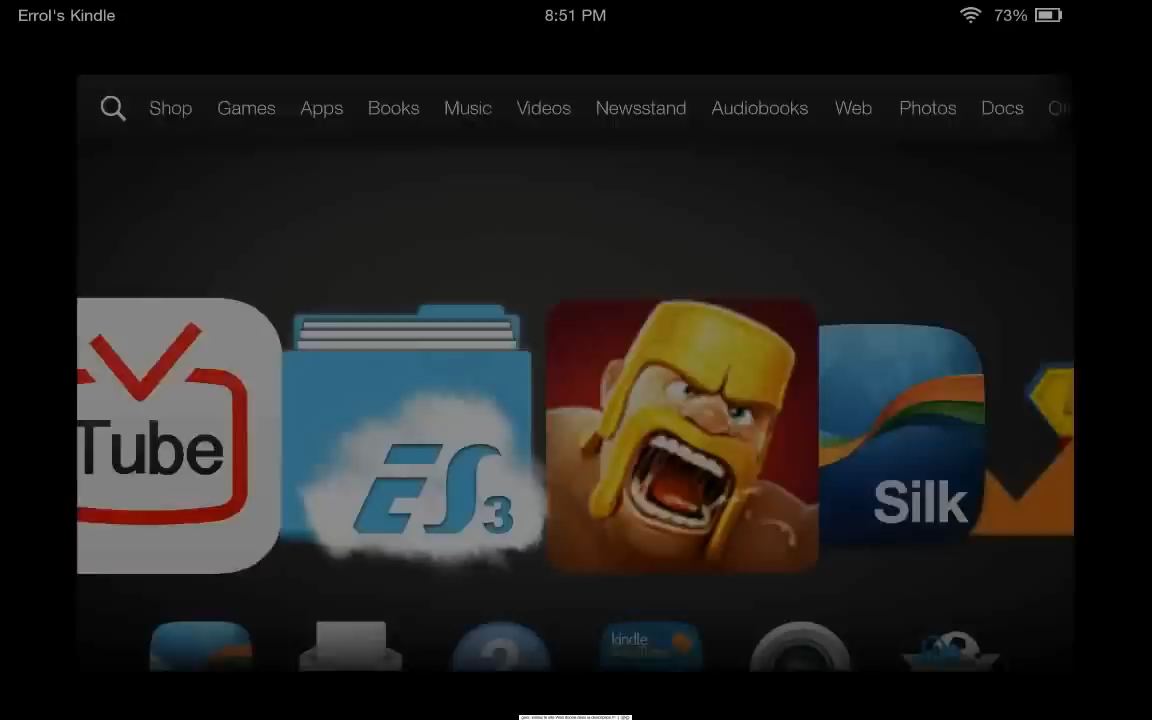 Errol's Kindle 8:51 PM 73%
Shop Games Apps Books Music Videos Newsstand Audiobooks Web Photos Docs
Tube ES3 Silk
kindle